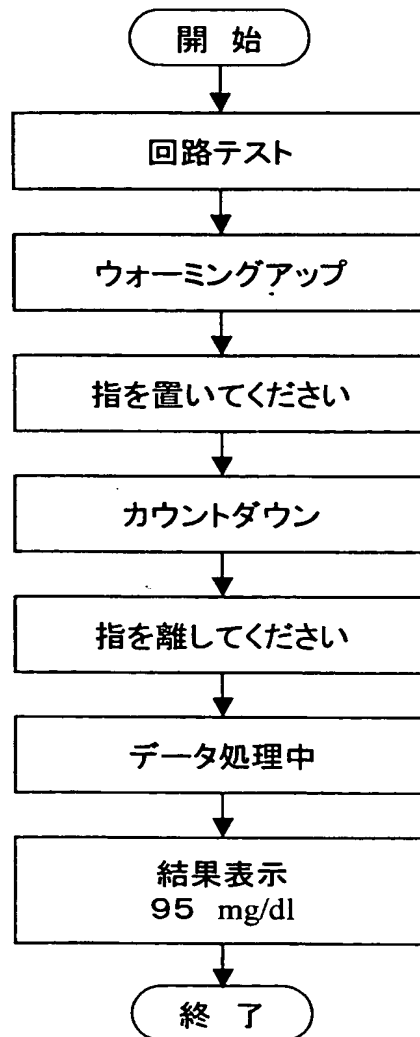 開 始
回路テスト
ウォーミングアップ
指を置いてください
カウントダウン
指を離してください
データ処理中
結果表示
95 mg/dl
終 了